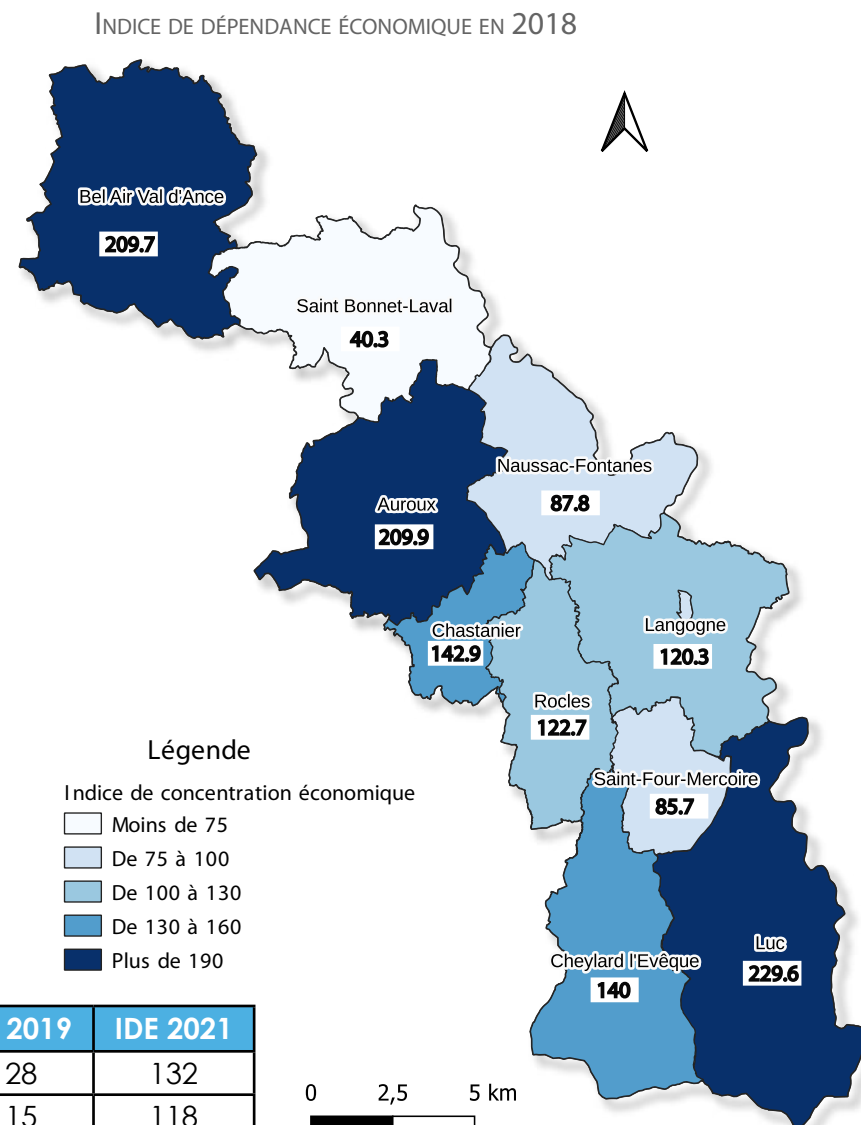 INDICE DE DÉPENDANCE ÉCONOMIQUE EN 2018
Bel Air Val d'Ance
209.7
Saint Bonnet-Laval
40.3
Naussac-Fontanes
87.8
Auroux
209.9
Chastanier
142.9
Langogne
120.3
Rocles
122.7
Saint-Four-Mercoire
85.7
Luc
229.6
Cheylard l'Evêque
140
Légende
Indice de concentration économique
Moins de 75
De 75 à 100
De 100 à 130
De 130 à 160
Plus de 190
2019 IDE 2021
28 132
15 118
0 2,5 5 km